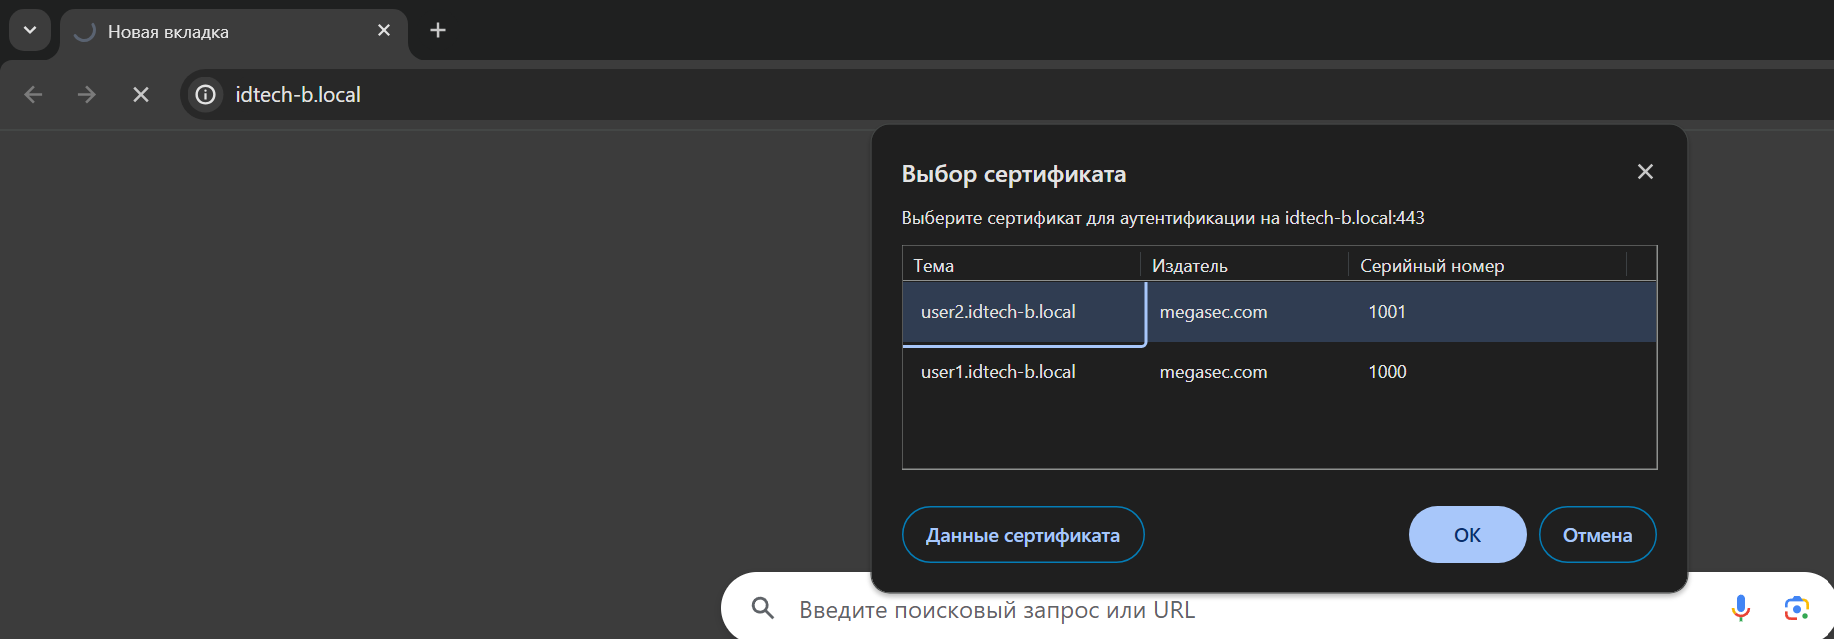 Новая вкладка
idtech-b.local
Выбор сертификата
Выберите сертификат для аутентификации на idtech-b.local:443
Тема Издатель Серийный номер
user2.idtech-b.local megasec.com 1001
user1.idtech-b.local megasec.com 1000
Данные сертификата ОК Отмена
Введите поисковый запрос или URL